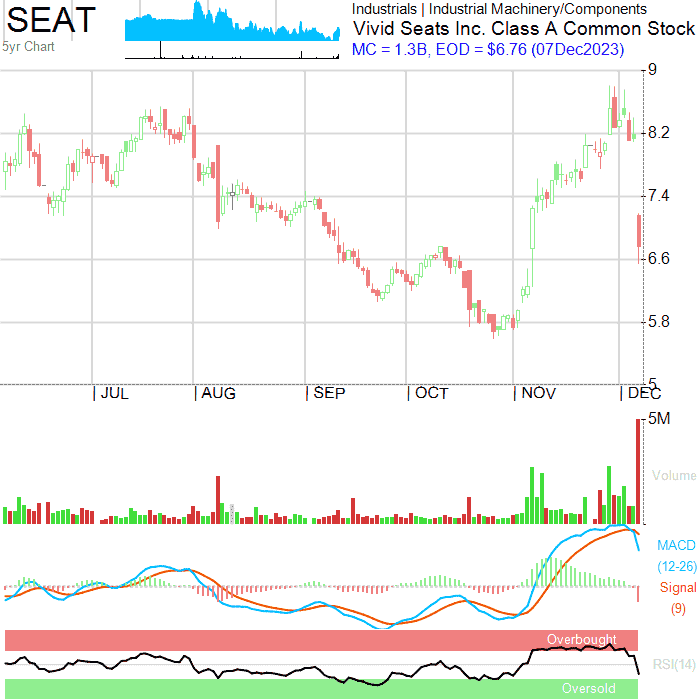 SEAT
5yr Chart
Industrials | Industrial Machinery/Components
Vivid Seats Inc. Class A Common Stock
MC = 1.3B, EOD = $6.76 (07Dec2023)
9
8.2
7.4
6.6
5.8
5
JUL
AUG
SEP
OCT
NOV
DEC
5M
Volume
MACD
(12-26)
Signal
(9)
Overbought
RSI(14)
Oversold